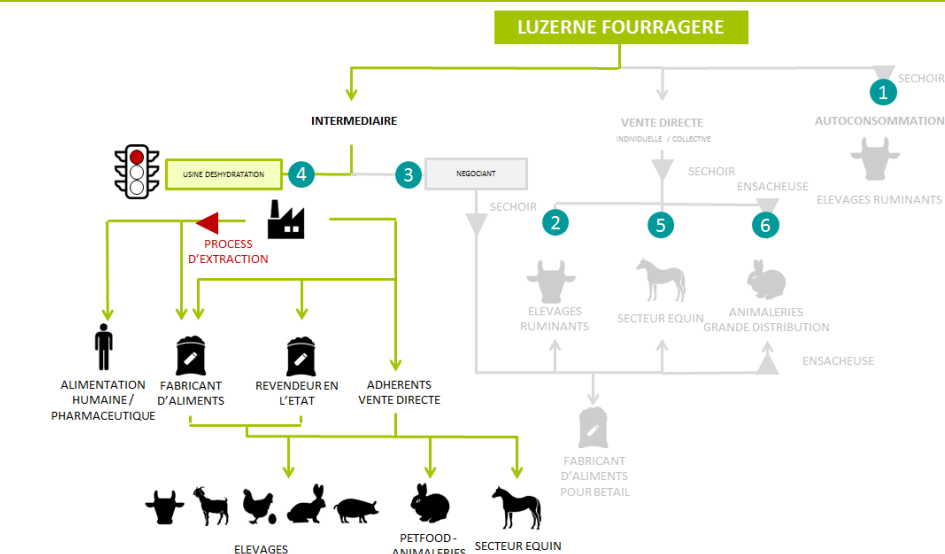 LUZERNE FOURRAGERE
SECHOIR
1
INTERMEDIAIRE
VENTE DIRECTE
INDIVIDUELLE / COLLECTIVE
AUTOCONSOMMATION
USINE DESHYDRATATION
4
3
NEGOCIANT
SECHOIR
ENSACHEUSE
ELEVAGES RUMINANTS
SECHOIR
2
5
6
PROCESS
D'EXTRACTION
ELEVAGES
RUMINANTS
SECTEUR EQUIN
ANIMALERIES
GRANDE DISTRIBUTION
ENSACHEUSE
ALIMENTATION
HUMAINE /
PHARMACEUTIQUE
FABRICANT
D'ALIMENTS
REVENDEUR EN
L'ETAT
ADHERENTS
VENTE DIRECTE
FABRICANT
D'ALIMENTS
POUR BETAIL
ELEVAGES
PETFOOD -
ANIMALERIES
SECTEUR EQUIN